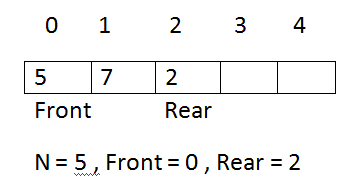 0 1 2 3 4
5 7 2
Front Rear
N = 5 , Front = 0 , Rear = 2